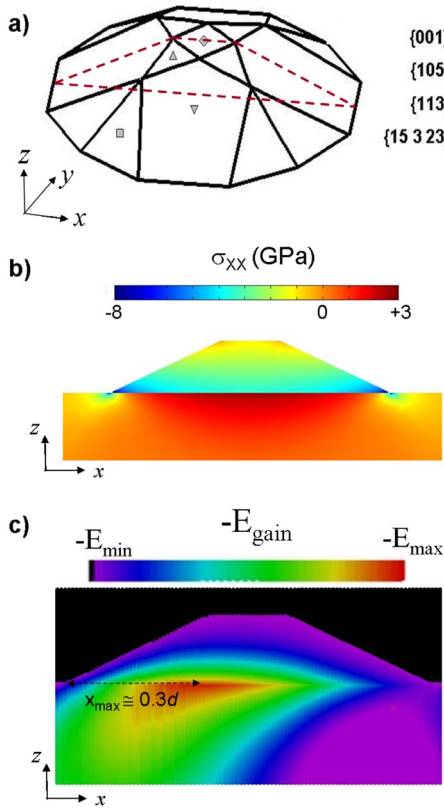 a)
{001}
{105}
{113}
{15 3 23
z
y
x
b)
σXX (GPa)
-8 0 +3
z
x
c)
-Egain
-Emin -Emax
xmax ≅ 0.3d
z
x